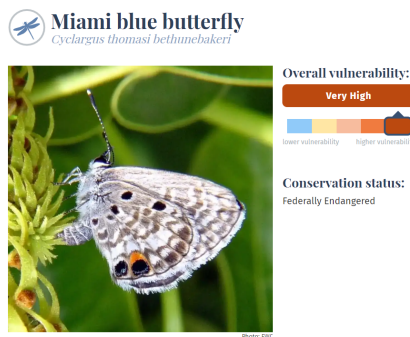 Miami blue butterfly
Cyclargus thomasi bethunebakeri
Overall vulnerability:
Very High
lower vulnerability
higher vulnerabili
Conservation status:
Federally Endangered
Photo: FWC